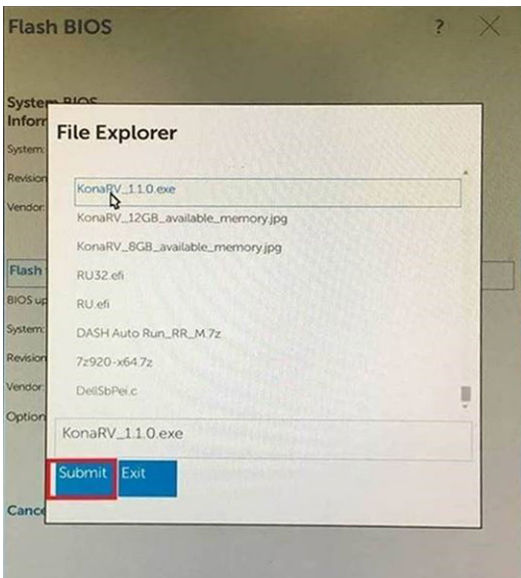 Flash BIOS
?
System BIOS
Infor
System:
Revision
Vendor:
File Explorer
KonaRV_1.1.0.exe
KonaRV_12GB_available_memory.jpg
KonaRV_8GB_available_memory.jpg
RU32.efi
RU.efi
DASH Auto Run_RR_M.7z
7z920-x64.7z
DellSbPei.c
Flash
BIOS up
System:
Revision
Vendor:
Option
KonaRV_1.1.0.exe
Submit Exit
Cance